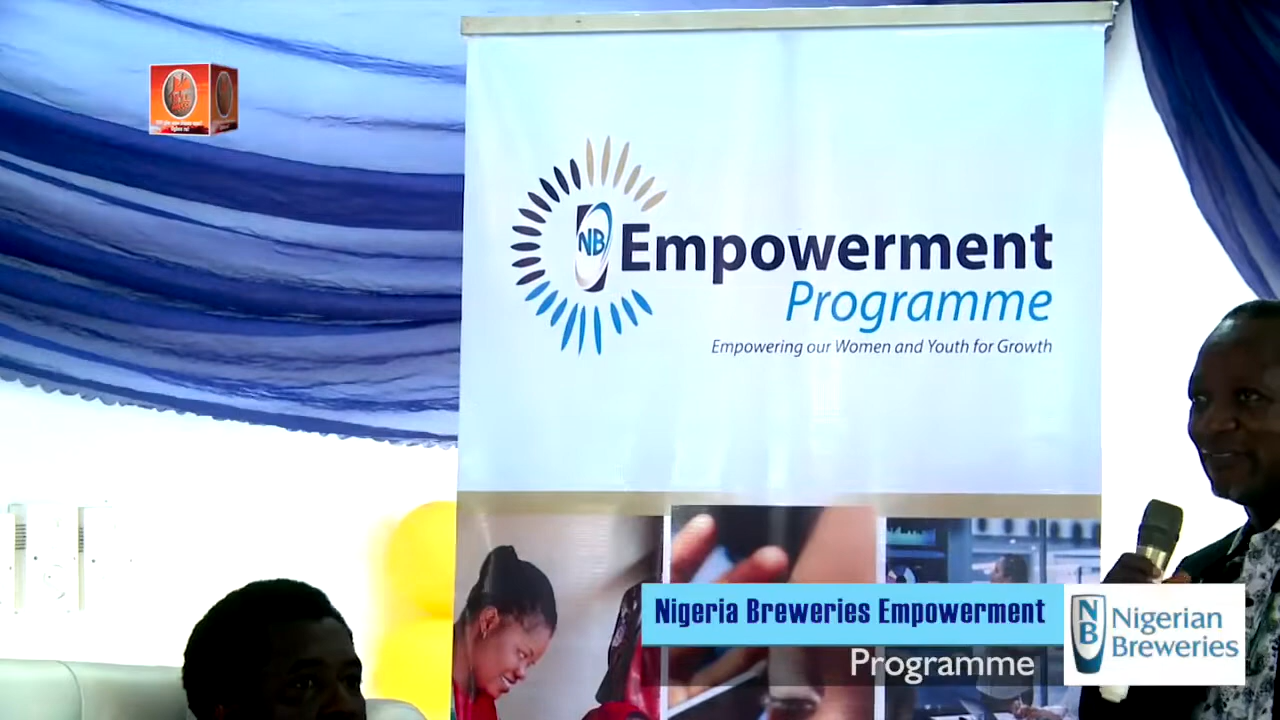 NB
Empowerment
Programme
Empowering our Women and Youth for Growth
Nigeria Breweries Empowerment
Programme
NB
Nigerian
Breweries